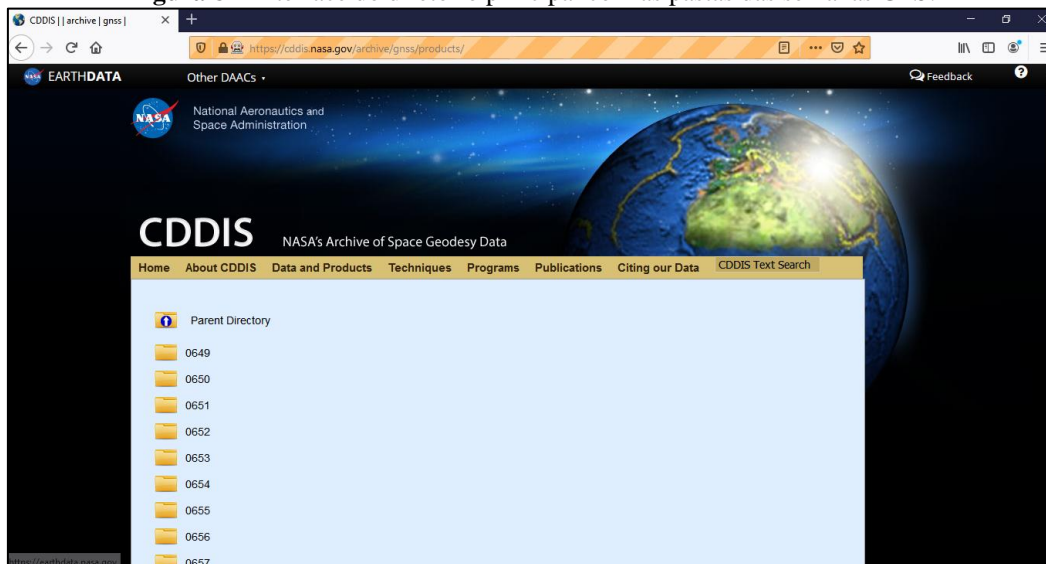 CDDIS | | archive | gnss |
https://cddis.nasa.gov/archive/gnss/products/
EARTHDATA Other DAACs Feedback ?
NASA National Aeronautics and
Space Administration
CDDIS NASA's Archive of Space Geodesy Data
Home About CDDIS Data and Products Techniques Programs Publications Citing our Data CDDIS Text Search
Parent Directory
0649
0650
0651
0652
0653
0654
0655
0656
0657
https://earthdata.nasa.gov